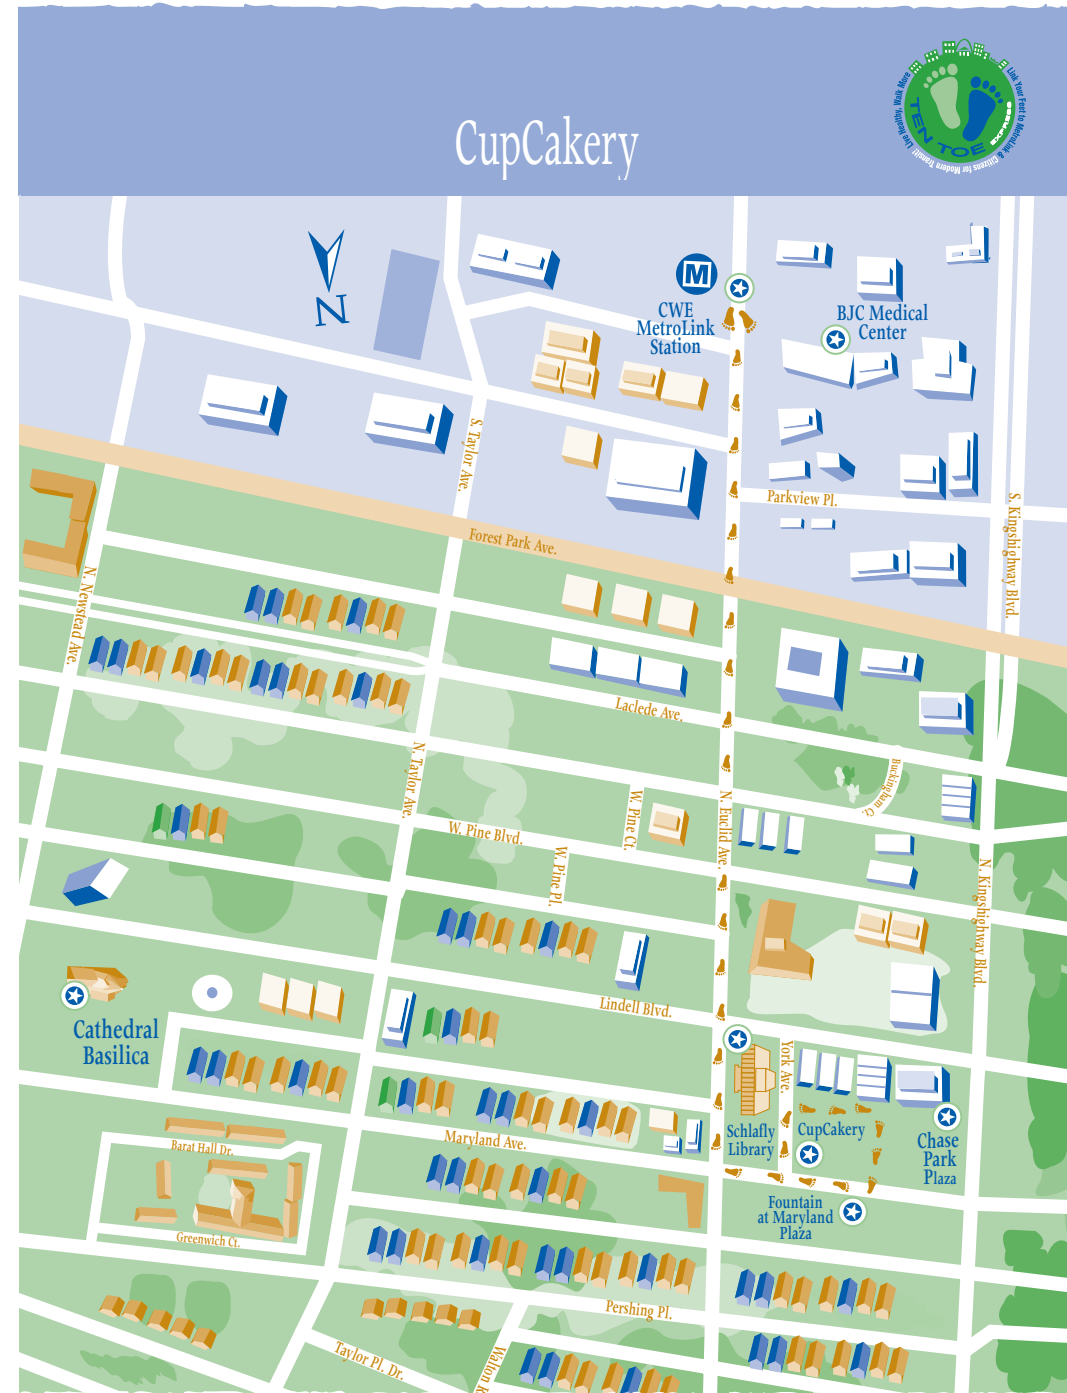 CupCakery
Live Healthy, Walk More
Link Your Feet to MetroLink & Citizens for Modern Transit!
TEN TOE
EXPRESS!
N
M
CWE
MetroLink
Station
BJC Medical
Center
S. Taylor Ave.
Parkview Pl.
S. Kingshighway Blvd.
Forest Park Ave.
N. Newstead Ave.
Laclede Ave.
N. Taylor Ave.
Buckingham Ct.
W. Pine Ct.
N. Euclid Ave.
W. Pine Blvd.
W. Pine Pl.
N. Kingshighway Blvd.
Lindell Blvd.
Cathedral
Basilica
York Ave.
Schlafly
Library
CupCakery
Chase
Park
Plaza
Maryland Ave.
Barat Hall Dr.
Fountain
at Maryland
Plaza
Greenwich Ct.
Pershing Pl.
Taylor Pl. Dr.
Walton R